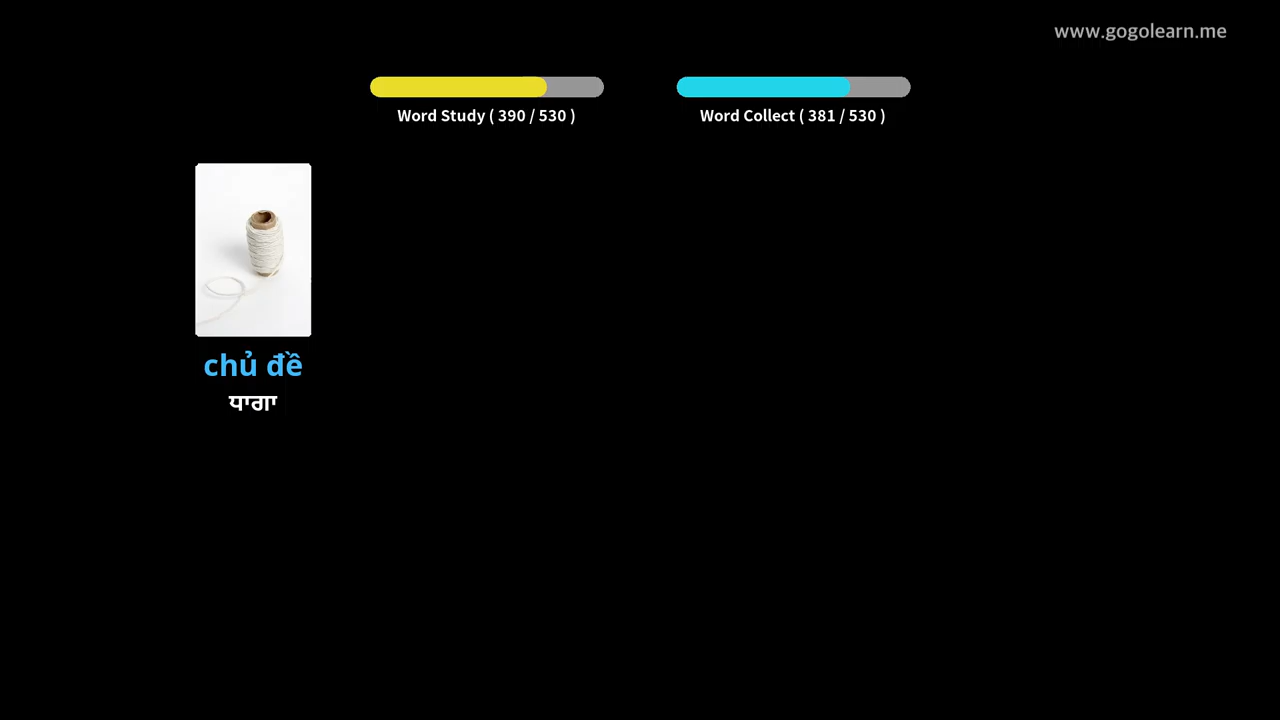 www.gogolearn.me
Word Study ( 390 / 530 )
Word Collect ( 381 / 530 )
chủ đề
ਧਾਗਾ